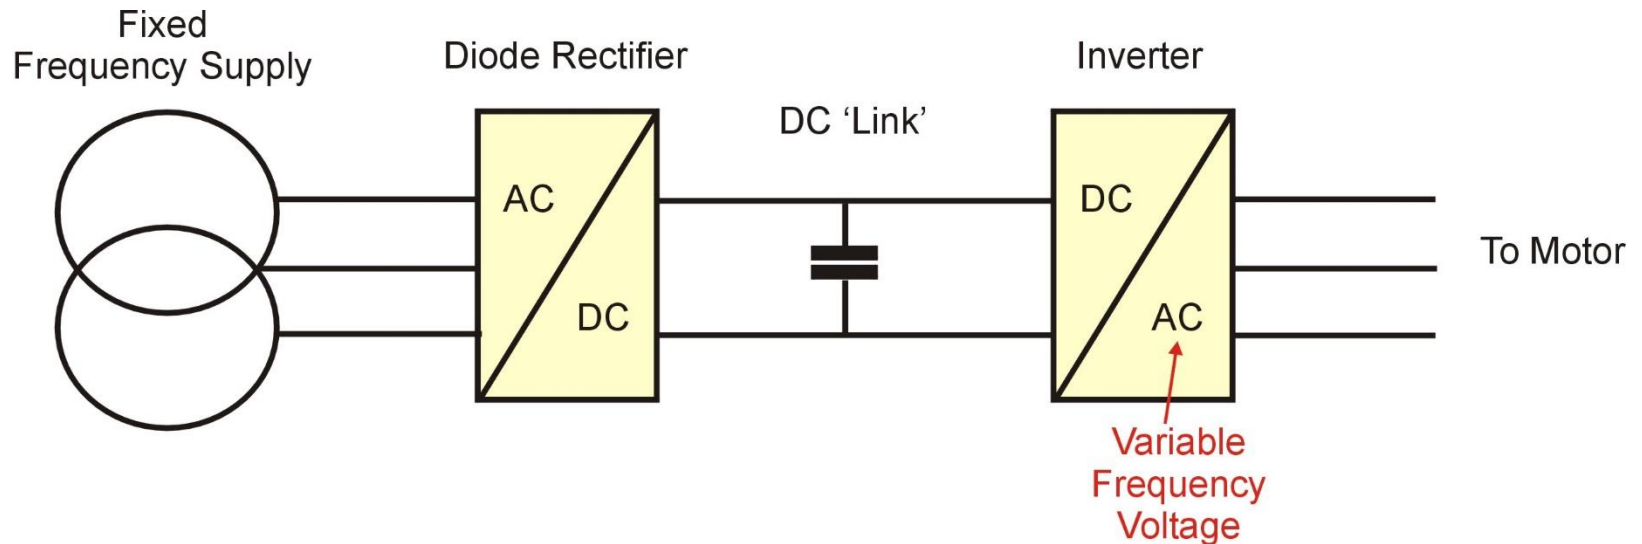 Fixed
Frequency Supply
Diode Rectifier
Inverter
DC ‘Link’
AC
DC
DC
AC
To Motor
Variable
Frequency
Voltage